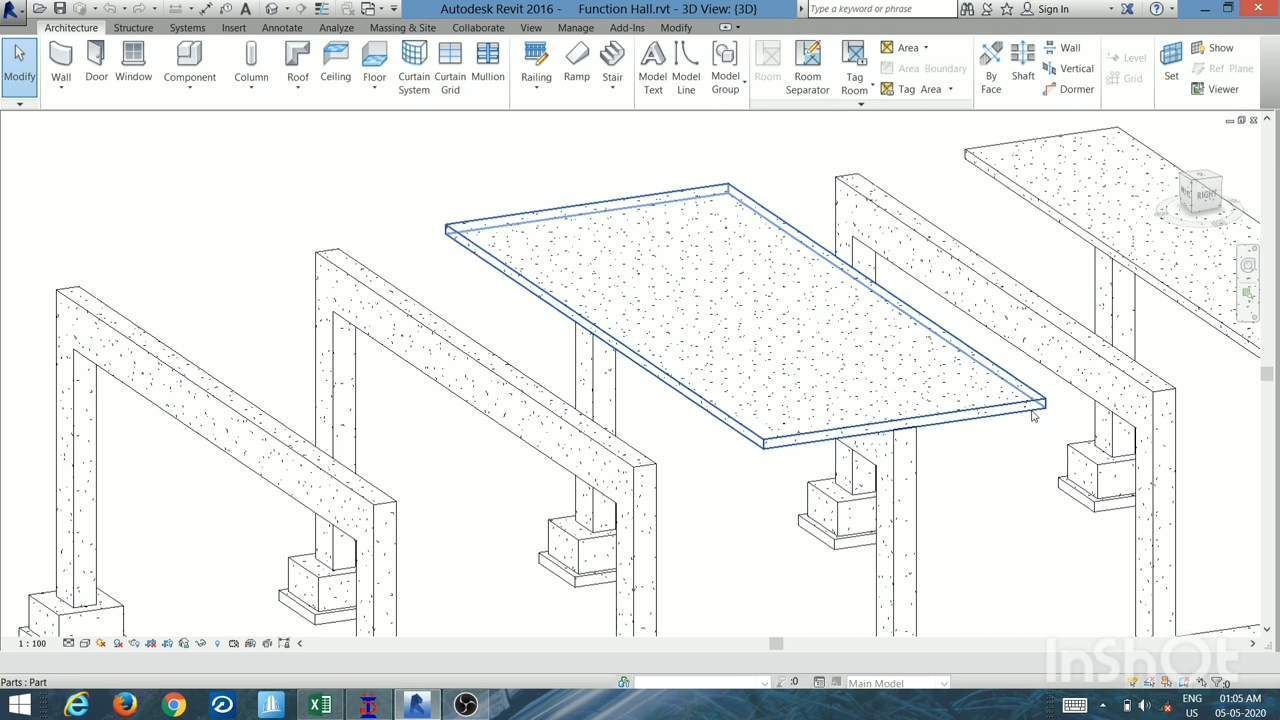 Autodesk Revit 2016 - Function Hall.rvt - 3D View: {3D}
Type a keyword or phrase
Sign In
Architecture Structure Systems Insert Annotate Analyze Massing & Site Collaborate View Manage Add-Ins Modify
Modify Wall Door Window Component Column Roof Ceiling Floor Curtain System Curtain Grid Mullion Railing Ramp Stair Model Text Model Line Model Group Room Room Separator Tag Room
Area
Area Boundary
Tag Area
By Face Shaft
Wall
Vertical
Dormer
Level
Grid
Set
Show
Ref Plane
Viewer
RIGHT
1 : 100
InShOt
Parts : Part
:0
Main Model
:0
ENG
US
01:05 AM
05-05-2020